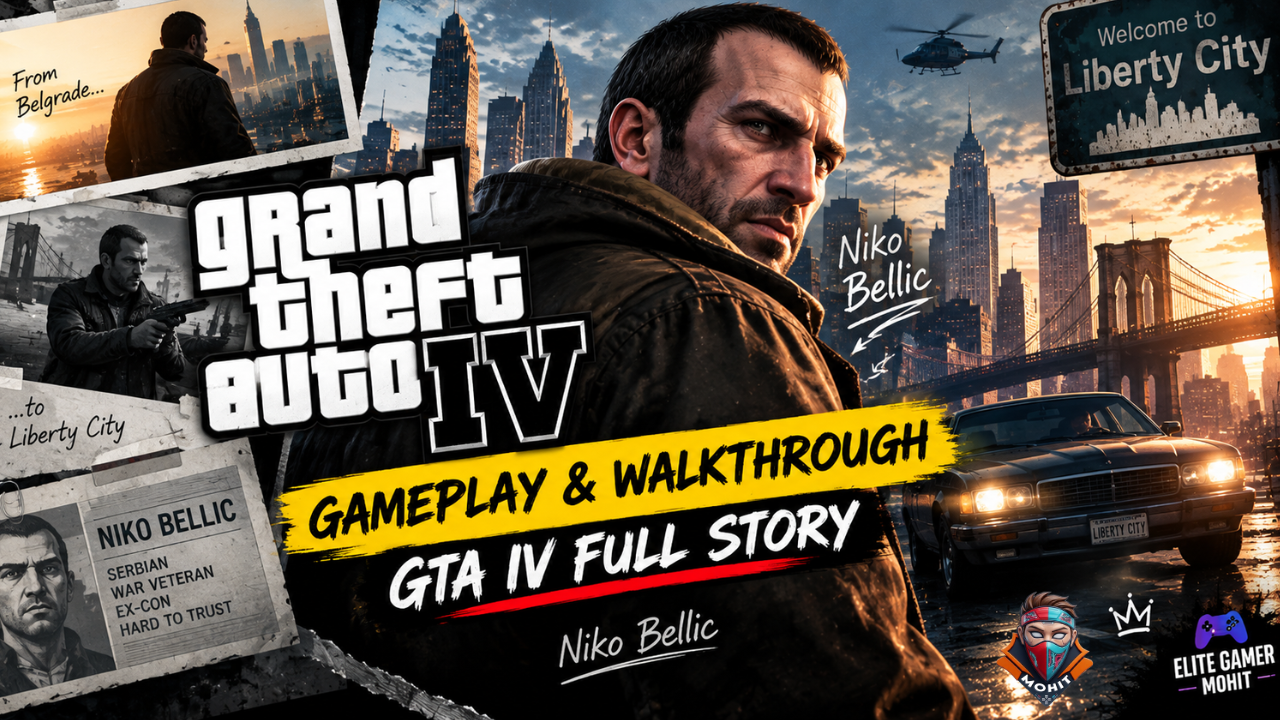 From
Belgrade...
Welcome to
Liberty City
grand
theft
auto IV
Niko
Bellic
...to
Liberty City
NIKO BELLIC
SERBIAN
WAR VETERAN
EX-CON
HARD TO TRUST
GAMEPLAY & WALKTHROUGH
GTA IV FULL STORY
Niko Bellic
LIBERTY CITY
MOHIT
ELITE GAMER
MOHIT